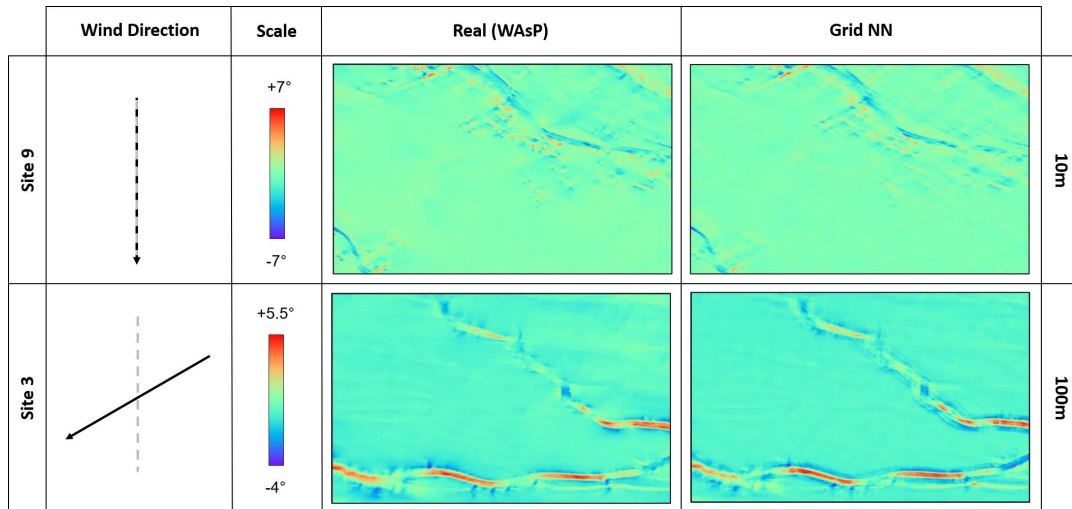 Wind Direction
Scale
Real (WAsP)
Grid NN
Site 9
+7°
-7°
10m
Site 3
+5.5°
-4°
100m